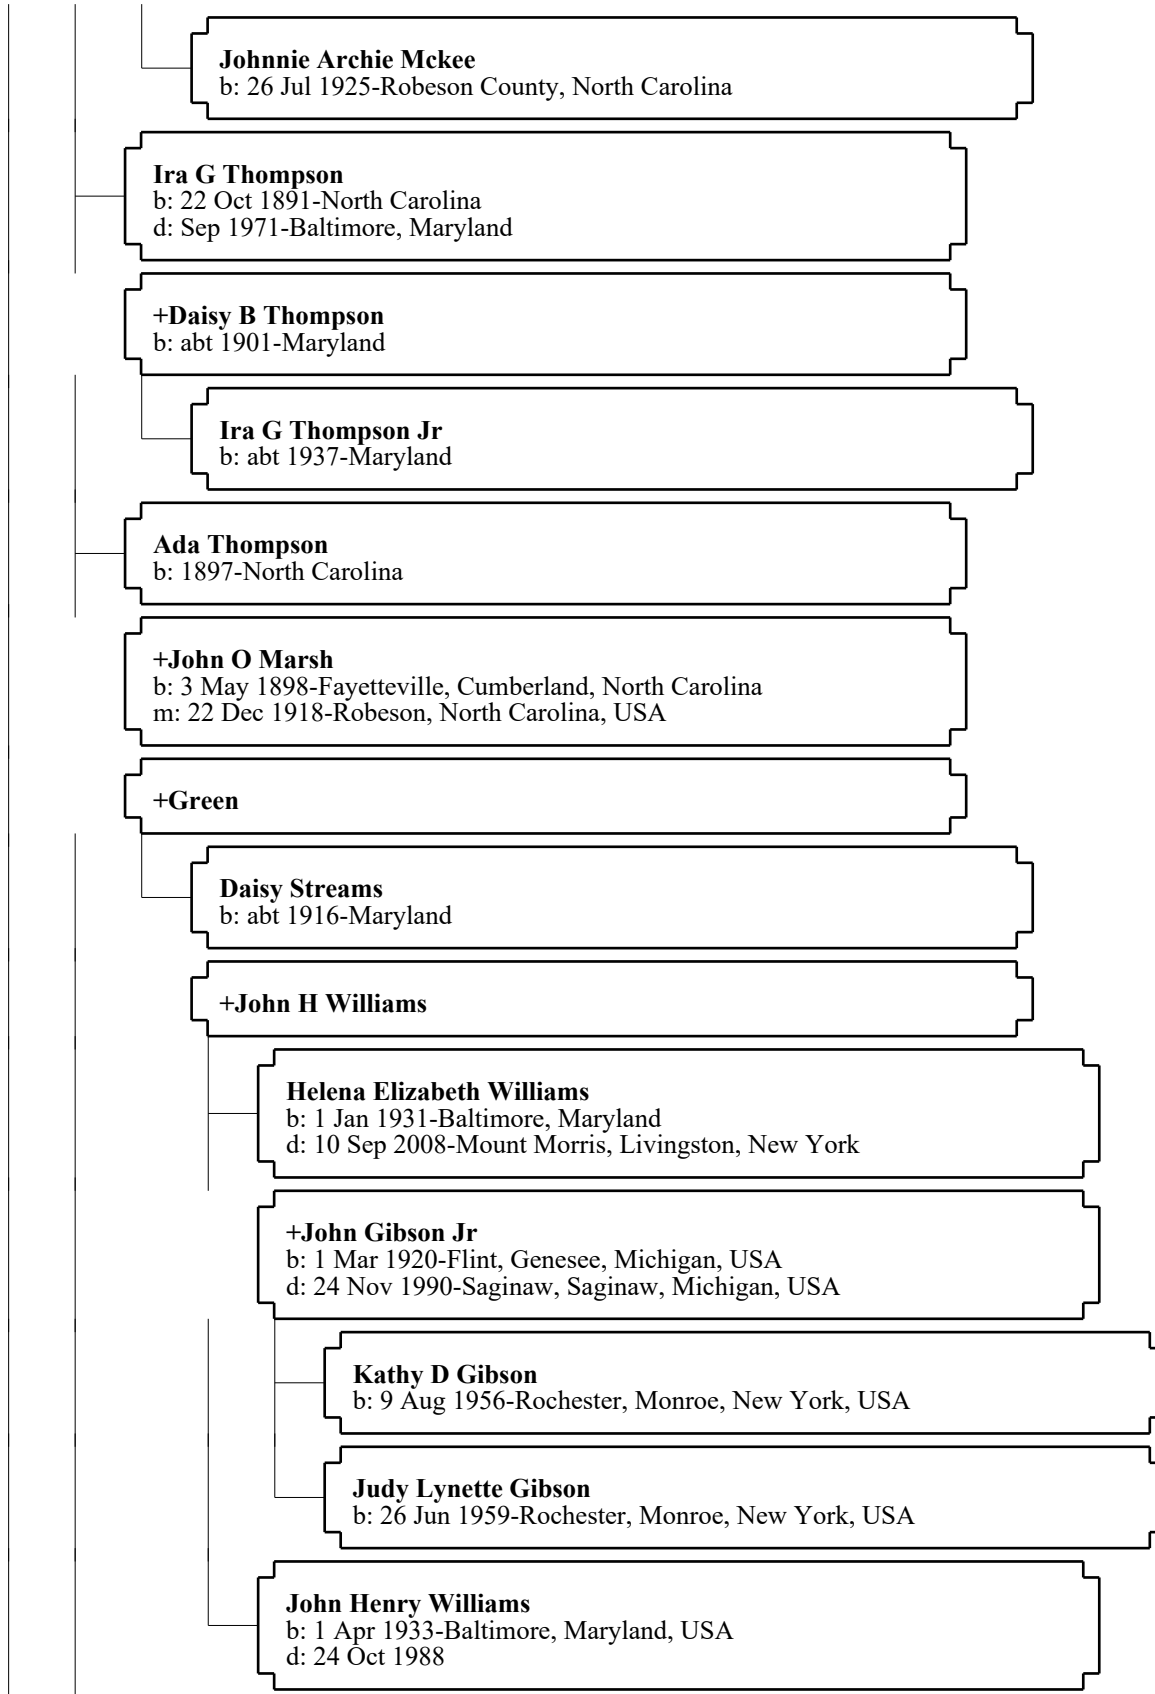 Johnnie Archie Mckee
b: 26 Jul 1925-Robeson County, North Carolina
Ira G Thompson
b: 22 Oct 1891-North Carolina
d: Sep 1971-Baltimore, Maryland
+Daisy B Thompson
b: abt 1901-Maryland
Ira G Thompson Jr
b: abt 1937-Maryland
Ada Thompson
b: 1897-North Carolina
+John O Marsh
b: 3 May 1898-Fayetteville, Cumberland, North Carolina
m: 22 Dec 1918-Robeson, North Carolina, USA
+Green
Daisy Streams
b: abt 1916-Maryland
+John H Williams
Helena Elizabeth Williams
b: 1 Jan 1931-Baltimore, Maryland
d: 10 Sep 2008-Mount Morris, Livingston, New York
+John Gibson Jr
b: 1 Mar 1920-Flint, Genesee, Michigan, USA
d: 24 Nov 1990-Saginaw, Saginaw, Michigan, USA
Kathy D Gibson
b: 9 Aug 1956-Rochester, Monroe, New York, USA
Judy Lynette Gibson
b: 26 Jun 1959-Rochester, Monroe, New York, USA
John Henry Williams
b: 1 Apr 1933-Baltimore, Maryland, USA
d: 24 Oct 1988